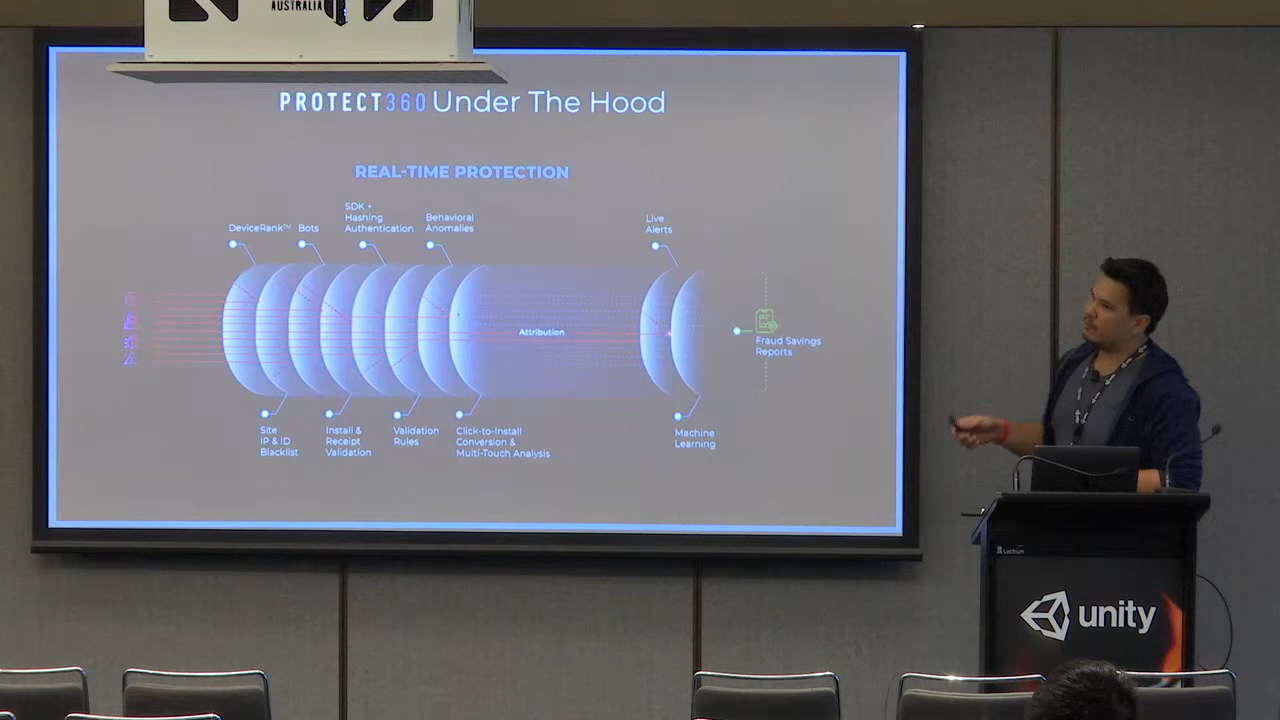 AUSTRALIA
PROTECT360 Under The Hood
REAL-TIME PROTECTION
DeviceRank™
Bots
SDK +
Hashing
Authentication
Behavioral
Anomalies
Live
Alerts
Attribution
Fraud Savings
Reports
Site
IP & ID
Blacklist
Install &
Receipt
Validation
Validation
Rules
Click-to-Install
Conversion &
Multi-Touch Analysis
Machine
Learning
Lectrum
unity